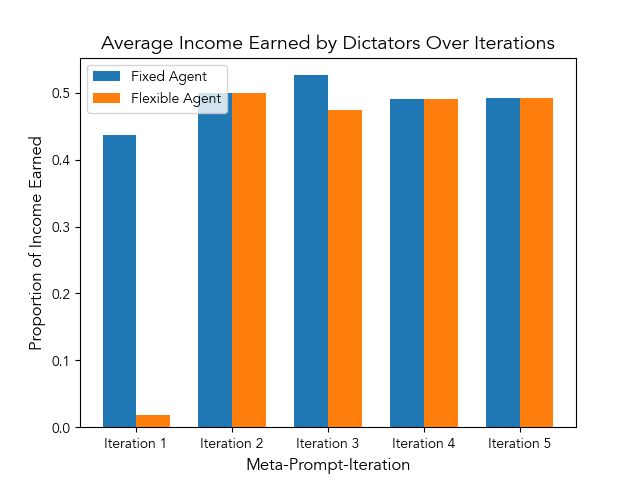 Average Income Earned by Dictators Over Iterations
Fixed Agent
Flexible Agent
Proportion of Income Earned
0.5
0.4
0.3
0.2
0.1
0.0
Iteration 1 Iteration 2 Iteration 3 Iteration 4 Iteration 5
Meta-Prompt-Iteration